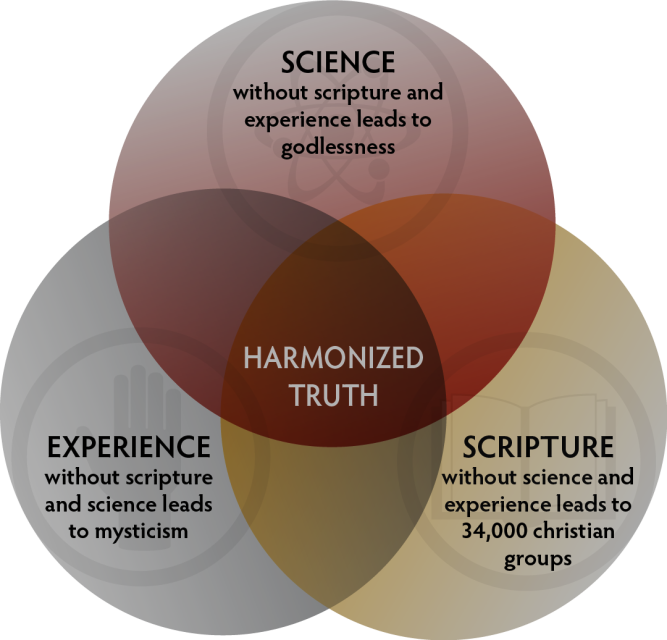 SCIENCE
without scripture and
experience leads to
godlessness
HARMONIZED
TRUTH
EXPERIENCE
without scripture
and science leads
to mysticism
SCRIPTURE
without science and
experience leads to
34,000 christian
groups